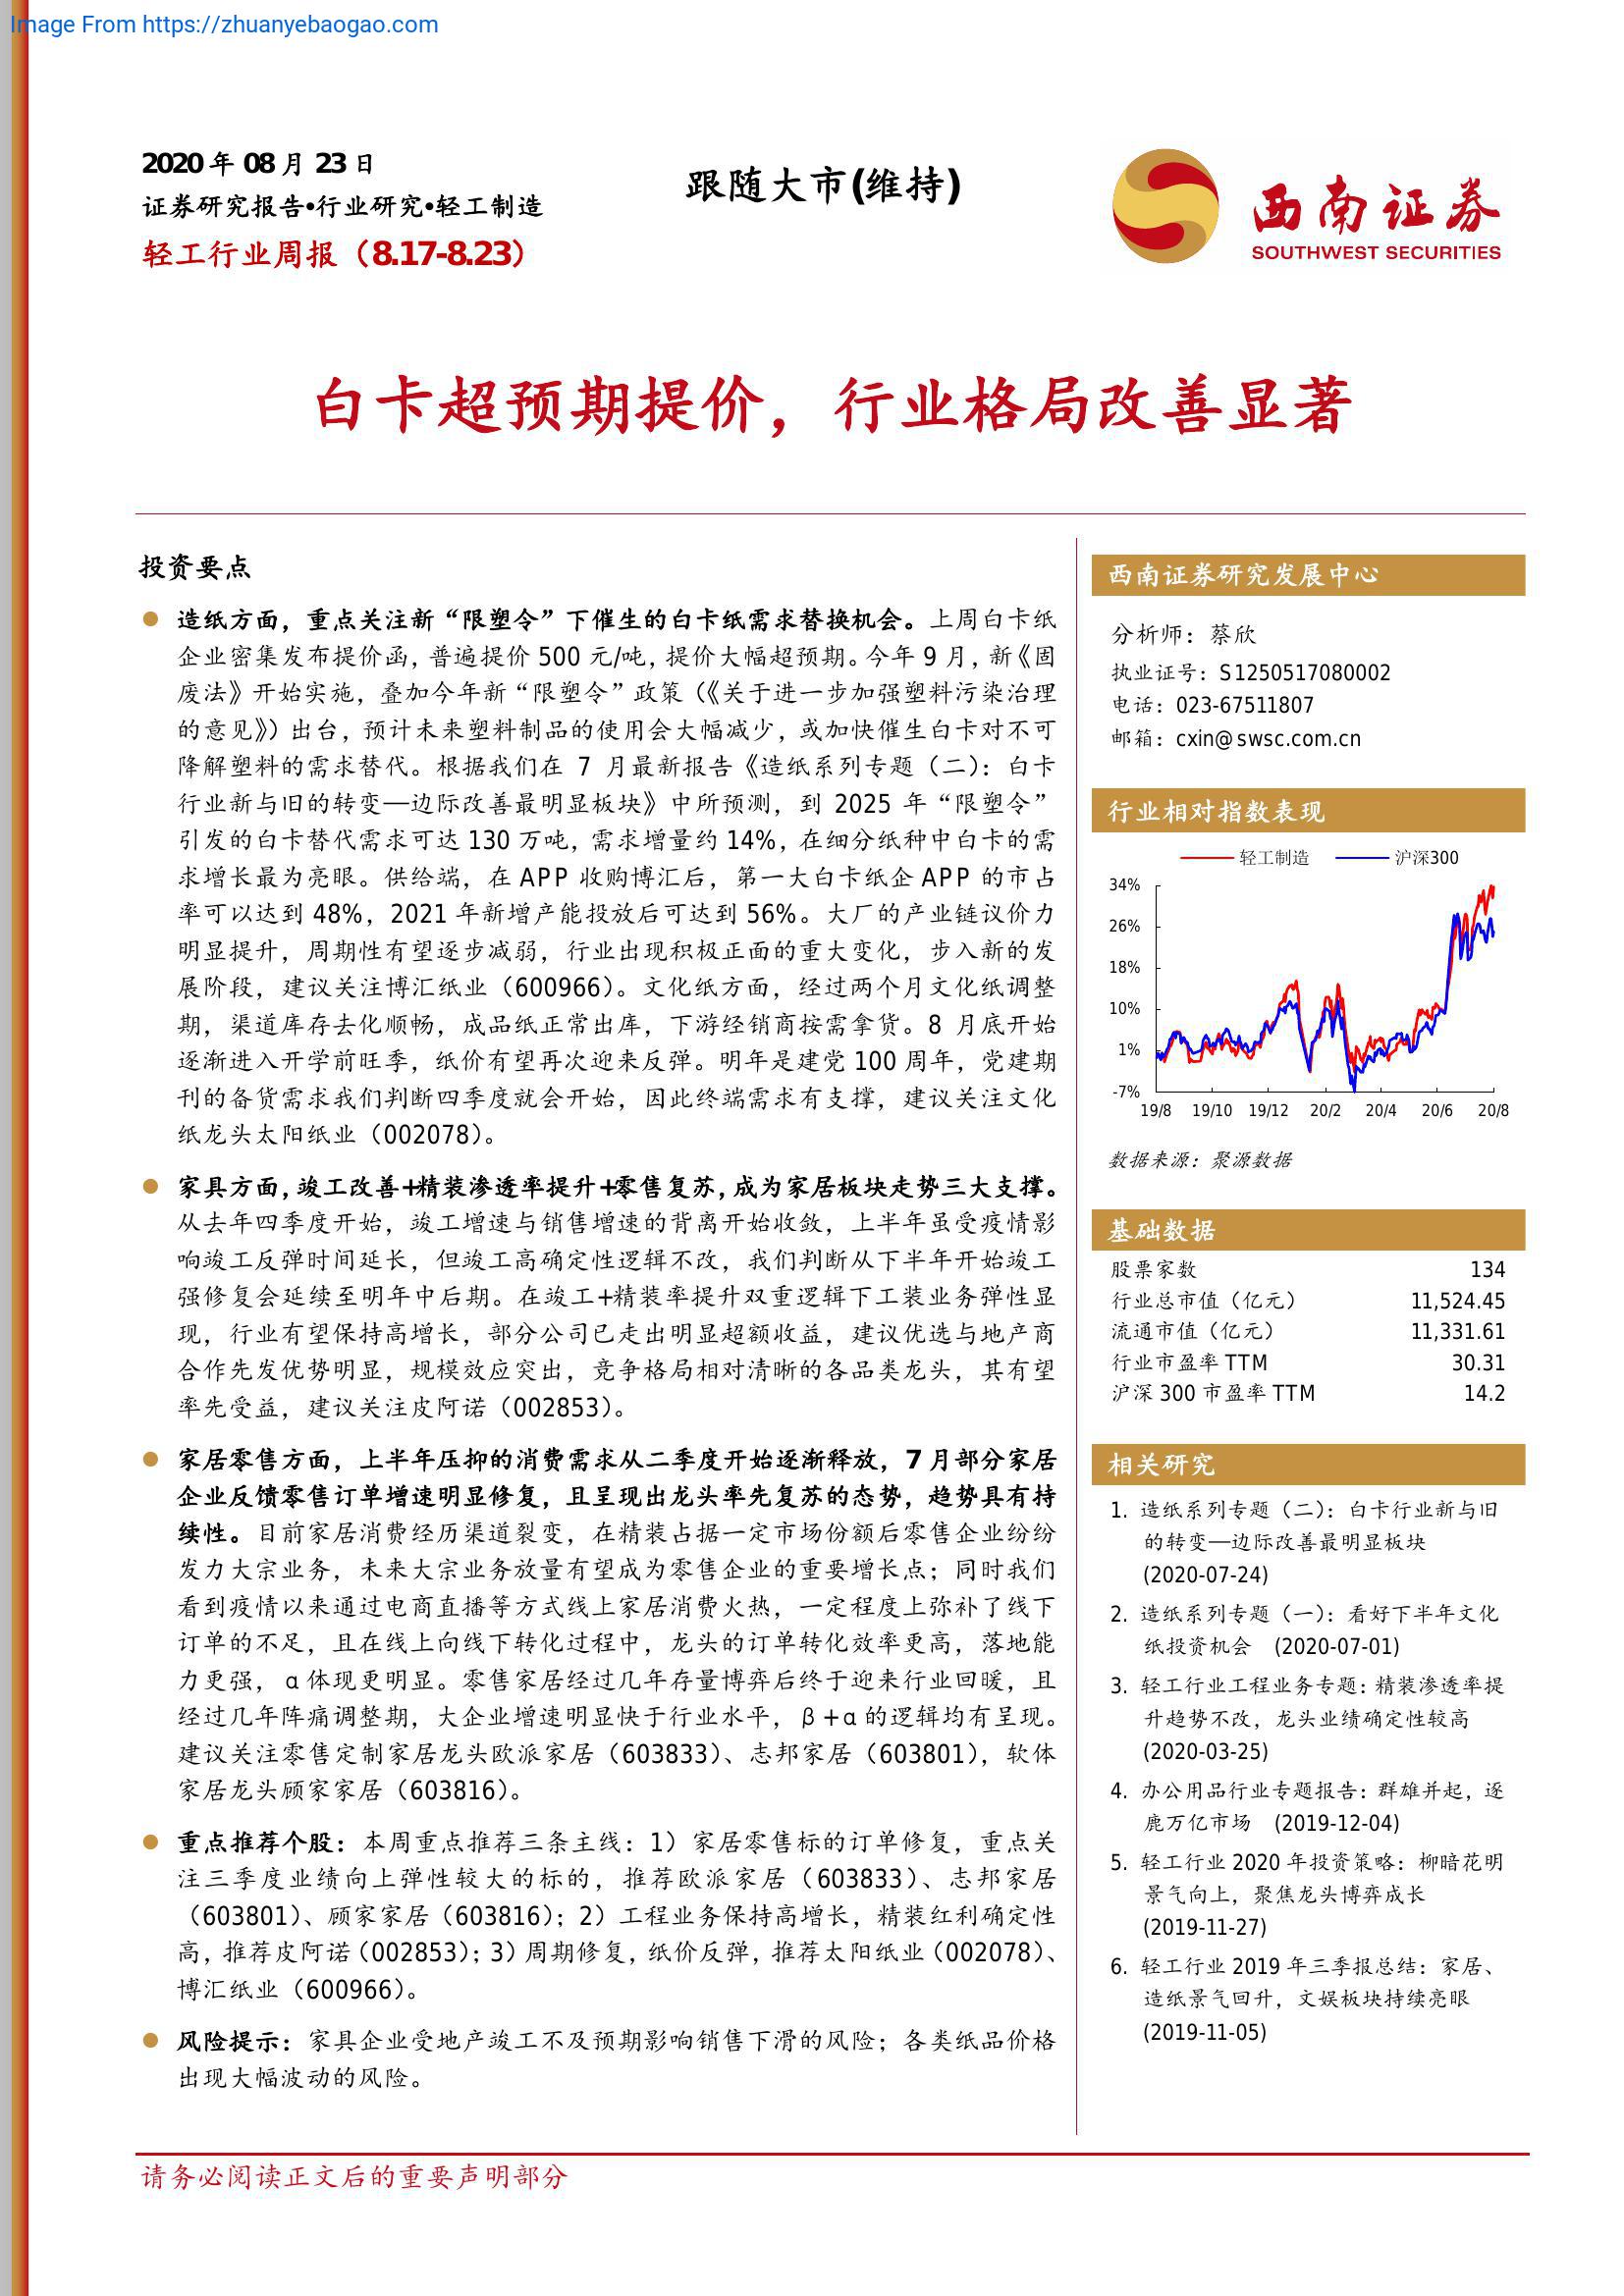 Image From https://zhuanyebaogao.com
2020 年 08 月 23 日
证券研究报告•行业研究•轻工制造
轻工行业周报（8.17-8.23）
跟随大市(维持)
西南证券
SOUTHWEST SECURITIES
白卡超预期提价，行业格局改善显著
投资要点
造纸方面，重点关注新“限塑令”下催生的白卡纸需求替换机会。上周白卡纸
企业密集发布提价函，普遍提价 500 元/吨，提价大幅超预期。今年 9 月，新《固
废法》开始实施，叠加今年新“限塑令”政策（《关于进一步加强塑料污染治理
的意见》）出台，预计未来塑料制品的使用会大幅减少，或加快催生白卡对不可
降解塑料的需求替代。根据我们在 7 月最新报告《造纸系列专题（二）：白卡
行业新与旧的转变—边际改善最明显板块》中所预测，到 2025 年“限塑令”
引发的白卡替代需求可达 130 万吨，需求增量约 14%，在细分纸种中白卡的需
求增长最为亮眼。供给端，在 APP 收购博汇后，第一大白卡纸企 APP 的市占
率可以达到 48%，2021 年新增产能投放后可达到 56%。大厂的产业链议价力
明显提升，周期性有望逐步减弱，行业出现积极正面的重大变化，步入新的发
展阶段，建议关注博汇纸业（600966）。文化纸方面，经过两个月文化纸调整
期，渠道库存去化顺畅，成品纸正常出库，下游经销商按需拿货。8 月底开始
逐渐进入开学前旺季，纸价有望再次迎来反弹。明年是建党 100 周年，党建期
刊的备货需求我们判断四季度就会开始，因此终端需求有支撑，建议关注文化
纸龙头太阳纸业（002078）。
家具方面，竣工改善+精装渗透率提升+零售复苏，成为家居板块走势三大支撑。
从去年四季度开始，竣工增速与销售增速的背离开始收敛，上半年虽受疫情影
响竣工反弹时间延长，但竣工高确定性逻辑不改，我们判断从下半年开始竣工
强修复会延续至明年中后期。在竣工+精装率提升双重逻辑下工装业务弹性显
现，行业有望保持高增长，部分公司已走出明显超额收益，建议优选与地产商
合作先发优势明显，规模效应突出，竞争格局相对清晰的各品类龙头，其有望
率先受益，建议关注皮阿诺（002853）。
家居零售方面，上半年压抑的消费需求从二季度开始逐渐释放，7 月部分家居
企业反馈零售订单增速明显修复，且呈现出龙头率先复苏的态势，趋势具有持
续性。目前家居消费经历渠道裂变，在精装占据一定市场份额后零售企业纷纷
发力大宗业务，未来大宗业务放量有望成为零售企业的重要增长点；同时我们
看到疫情以来通过电商直播等方式线上家居消费火热，一定程度上弥补了线下
订单的不足，且在线上向线下转化过程中，龙头的订单转化效率更高，落地能
力更强，α体现更明显。零售家居经过几年存量博弈后终于迎来行业回暖，且
经过几年阵痛调整期，大企业增速明显快于行业水平，β+α的逻辑均有呈现。
建议关注零售定制家居龙头欧派家居（603833）、志邦家居（603801），软体
家居龙头顾家家居（603816）。
重点推荐个股：本周重点推荐三条主线：1）家居零售标的订单修复，重点关
注三季度业绩向上弹性较大的标的，推荐欧派家居（603833）、志邦家居
（603801）、顾家家居（603816）；2）工程业务保持高增长，精装红利确定性
高，推荐皮阿诺（002853）；3）周期修复，纸价反弹，推荐太阳纸业（002078）、
博汇纸业（600966）。
风险提示：家具企业受地产竣工不及预期影响销售下滑的风险；各类纸品价格
出现大幅波动的风险。
西南证券研究发展中心
分析师：蔡欣
执业证号：S1250517080002
电话：023-67511807
邮箱：cxin@swsc.com.cn
行业相对指数表现
轻工制造 沪深300
34%
26%
18%
10%
1%
-7%
19/8 19/10 19/12 20/2 20/4 20/6 20/8
数据来源：聚源数据
基础数据
股票家数 134
行业总市值（亿元） 11,524.45
流通市值（亿元） 11,331.61
行业市盈率 TTM 30.31
沪深 300 市盈率 TTM 14.2
相关研究
1. 造纸系列专题（二）：白卡行业新与旧
的转变—边际改善最明显板块
(2020-07-24)
2. 造纸系列专题（一）：看好下半年文化
纸投资机会 (2020-07-01)
3. 轻工行业工程业务专题：精装渗透率提
升趋势不改，龙头业绩确定性较高
(2020-03-25)
4. 办公用品行业专题报告：群雄并起，逐
鹿万亿市场 (2019-12-04)
5. 轻工行业 2020 年投资策略：柳暗花明
景气向上，聚焦龙头博弈成长
(2019-11-27)
6. 轻工行业 2019 年三季报总结：家居、
造纸景气回升，文娱板块持续亮眼
(2019-11-05)
请务必阅读正文后的重要声明部分